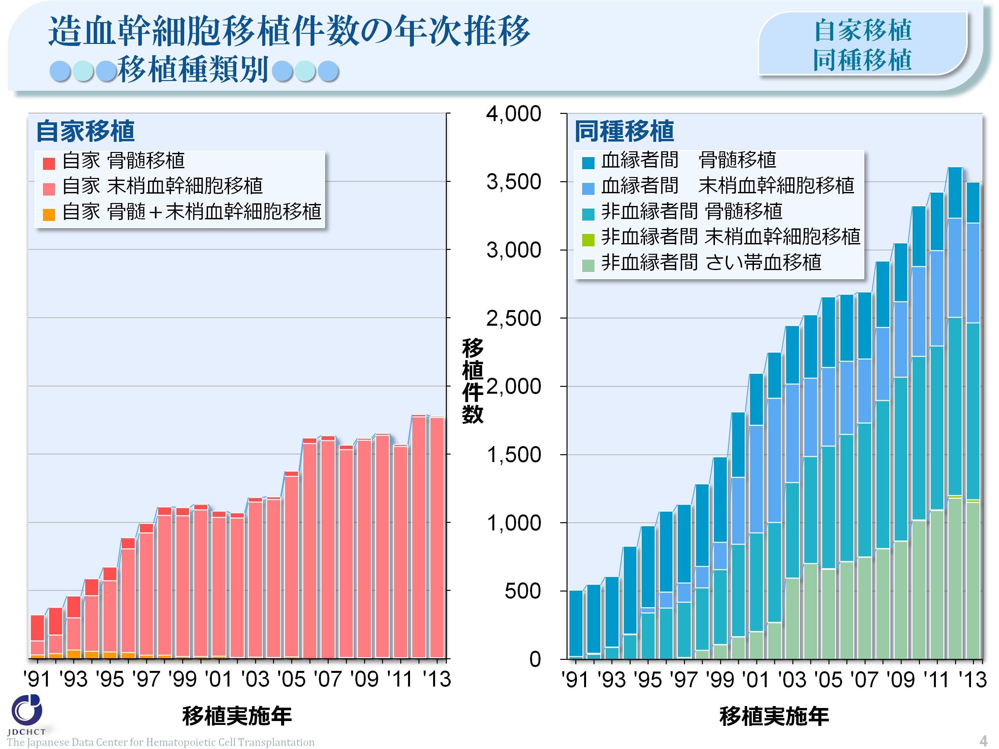 造血幹細胞移植件数の年次推移
移植種類別
自家移植
同種移植
自家移植
自家 骨髄移植
自家 末梢血幹細胞移植
自家 骨髄＋末梢血幹細胞移植
'91 '93 '95 '97 '99 '01 '03 '05 '07 '09 '11 '13
移植実施年
移植件数
4,000
3,500
3,000
2,500
2,000
1,500
1,000
500
0
同種移植
血縁者間　骨髄移植
血縁者間　末梢血幹細胞移植
非血縁者間 骨髄移植
非血縁者間 末梢血幹細胞移植
非血縁者間 さい帯血移植
'91 '93 '95 '97 '99 '01 '03 '05 '07 '09 '11 '13
移植実施年
JDCHCT
The Japanese Data Center for Hematopoietic Cell Transplantation
4